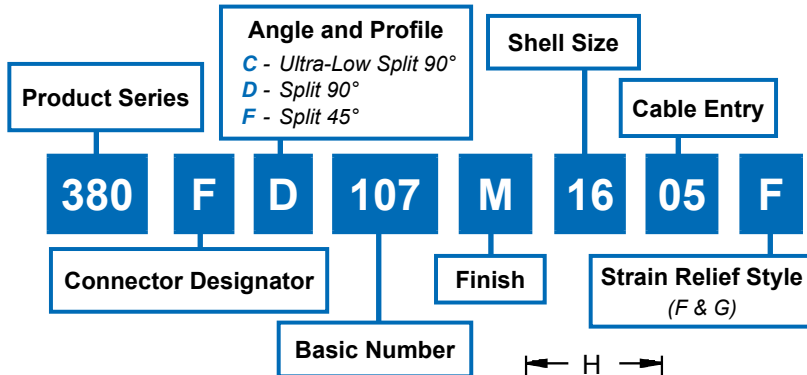 Angle and Profile
C - Ultra-Low Split 90°
D - Split 90°
F - Split 45°
Shell Size
Product Series
Cable Entry
380 F D 107 M 16 05 F
Connector Designator
Finish
Strain Relief Style
(F & G)
Basic Number
H